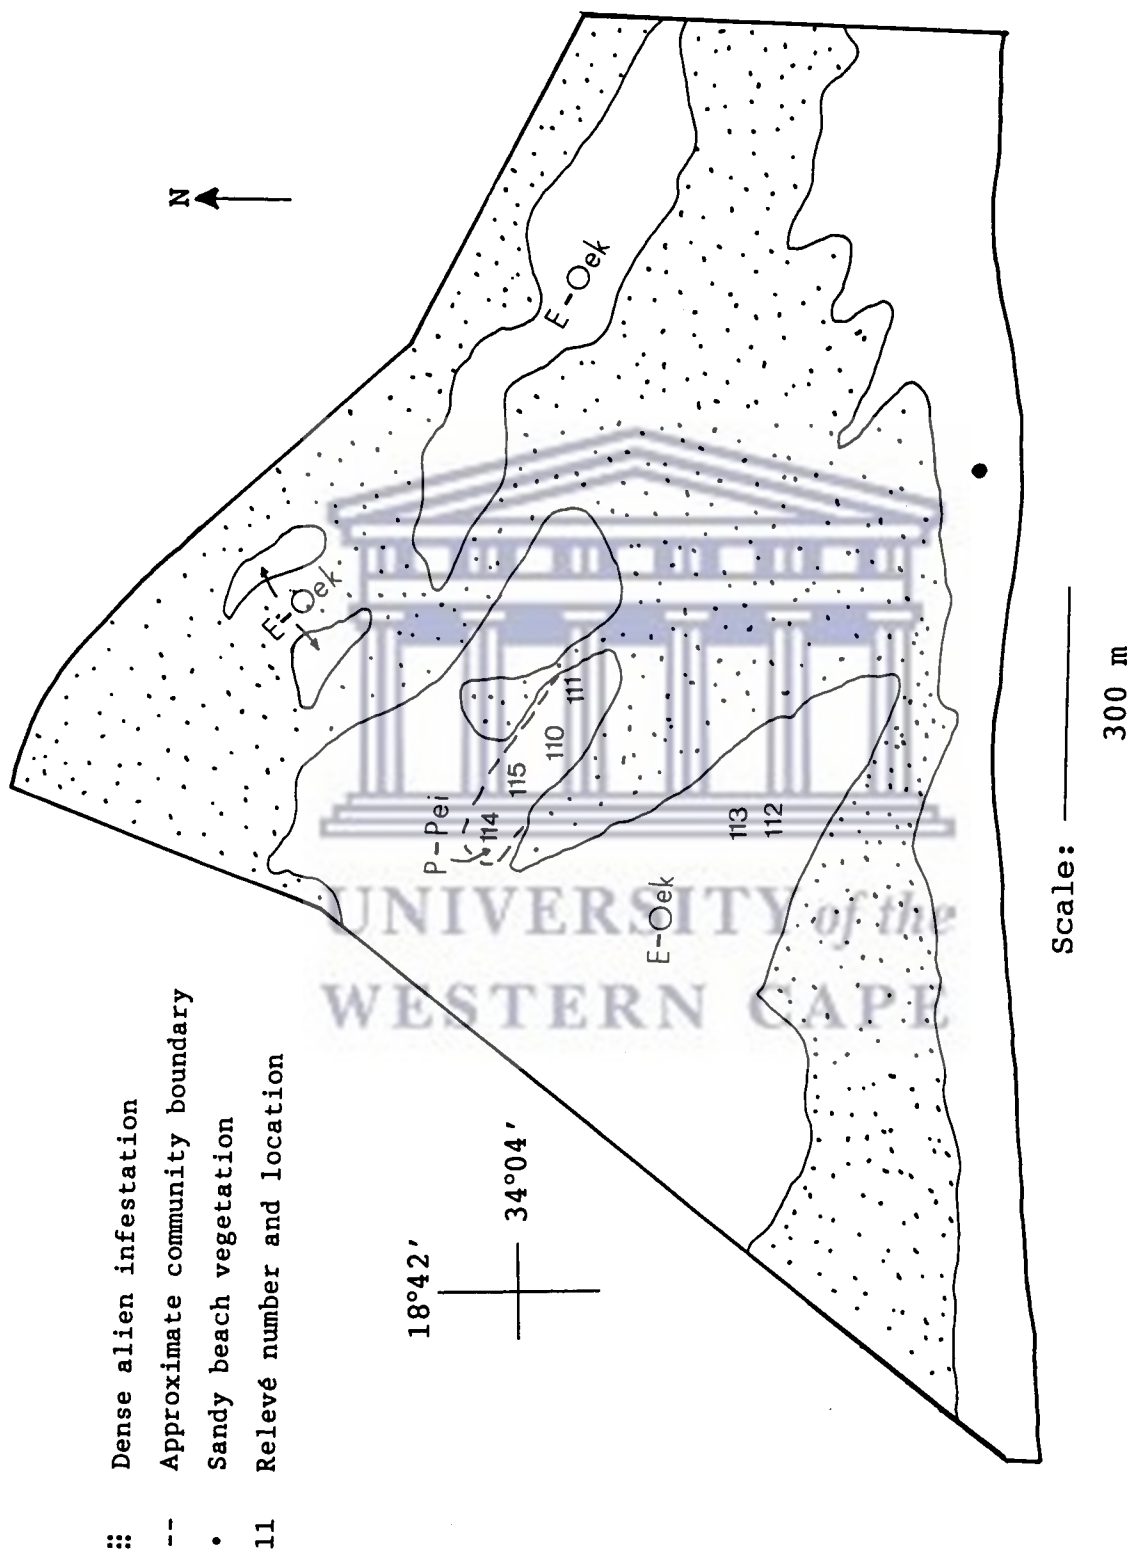 :::  Dense alien infestation
--  Approximate community boundary
•  Sandy beach vegetation
11  Relevé number and location
18°42'
34°04'
N
E-Oek
E-Oek
E-Oek
P-Pei
114
115
110
111
113
112
Scale:
300 m
UNIVERSITY of the
WESTERN CAPE